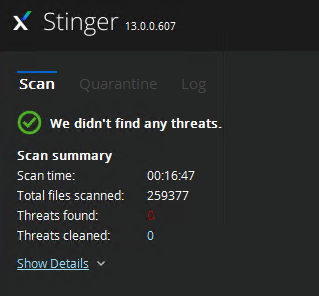 Stinger 13.0.0.607
Scan Quarantine Log
We didn't find any threats.
Scan summary
Scan time: 00:16:47
Total files scanned: 259377
Threats found: 0
Threats cleaned: 0
Show Details